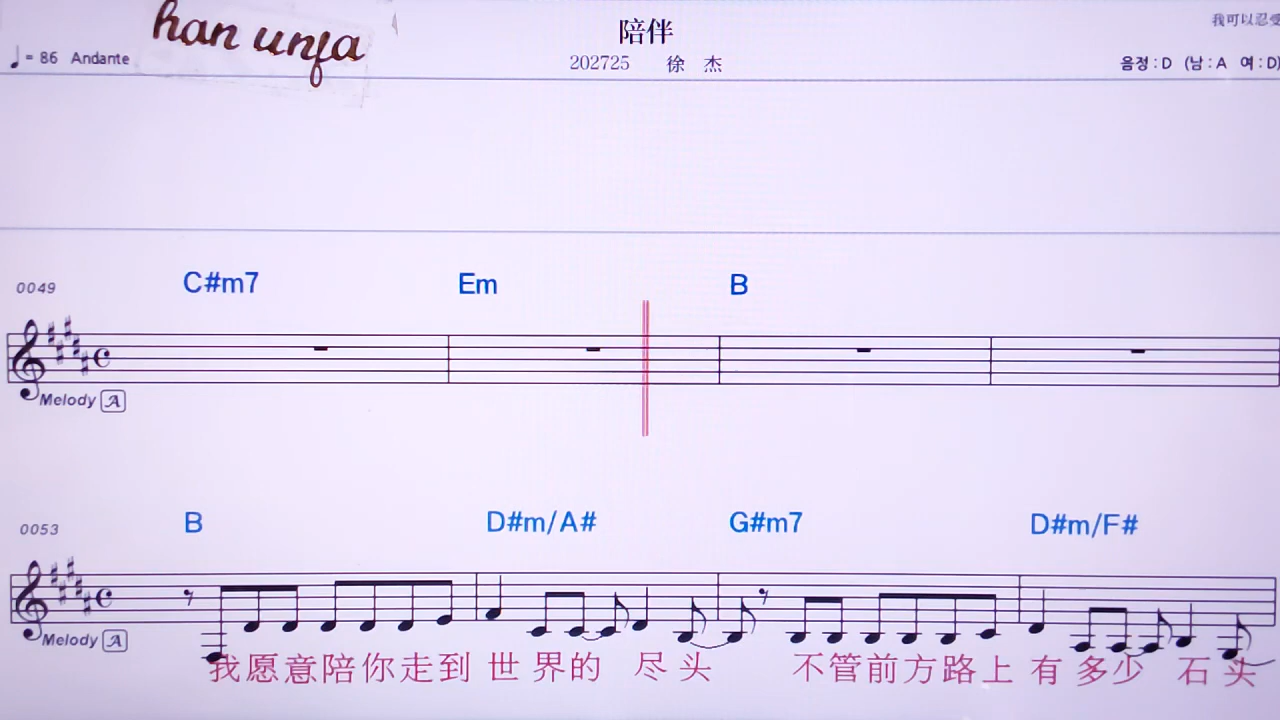 han unfa
陪伴
我可以忍受
♩= 86 Andante
202725 徐 杰
음정 : D (남 : A 여 : D)
C#m7 Em B
0049
Melody A
B D#m/A# G#m7 D#m/F#
0053
Melody A
我愿意陪你走到 世 界的 尽 头 不管前方路上 有 多少 石 头